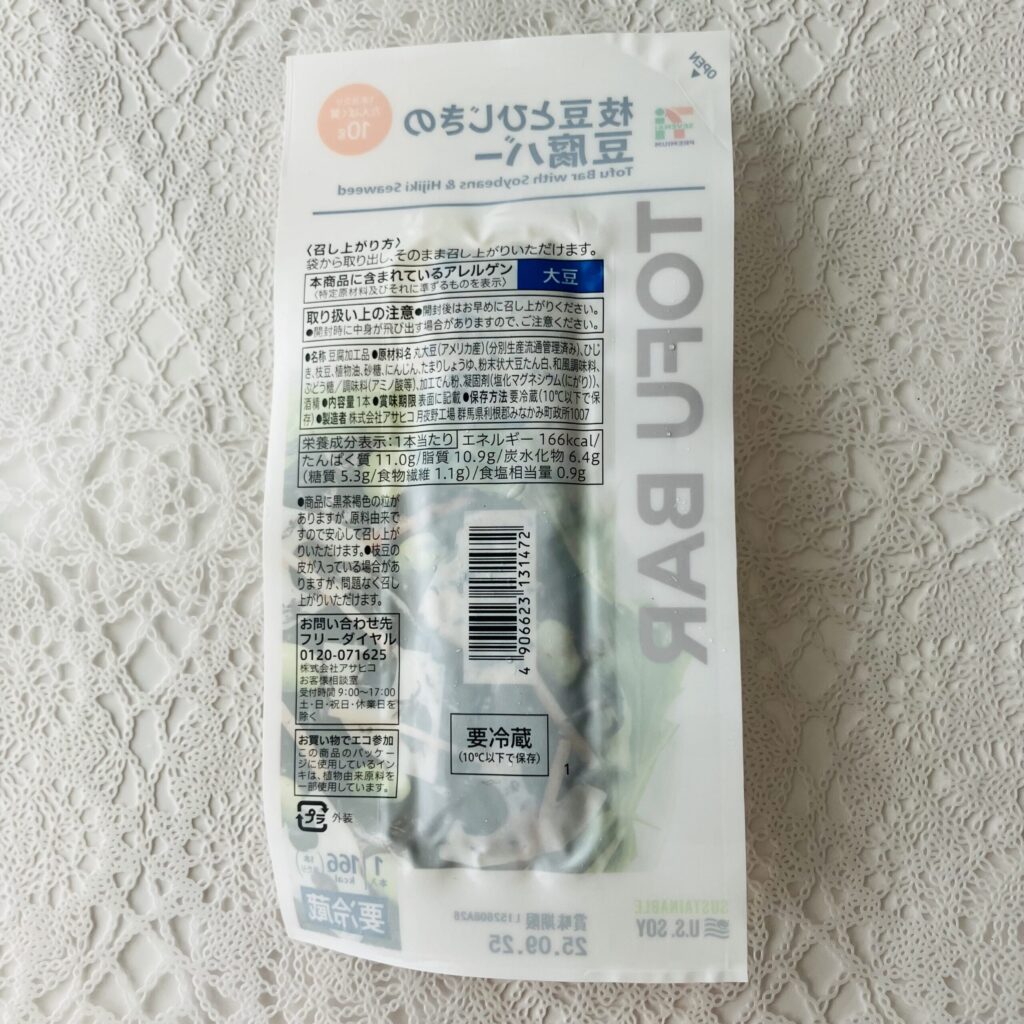 OPEN
SEVEN&i PREMIUM
枝豆とひじきの
豆腐バー
Tofu Bar with Soybeans & Hijiki Seaweed
たんぱく質
10g
TOFU BAR
〈召し上がり方〉
袋から取り出し、そのまま召し上がりいただけます。
本商品に含まれているアレルゲン
〈特定原材料及びそれに準ずるものを表示〉
大豆
取り扱い上の注意●開封後はお早めに召し上がりください。
●開封時に中身が飛び出す場合がありますので、ご注意ください。
●名称 豆腐加工品 ●原材料名 丸大豆(アメリカ産)(分別生産流通管理済み)、ひじ
き、枝豆、植物油、砂糖、にんじん、たまりしょうゆ、粉末状大豆たん白、和風調味料、
ぶどう糖／調味料(アミノ酸等)、加工でん粉、凝固剤(塩化マグネシウム(にがり))、
酒精 ●内容量 1本 ●賞味期限 表面に記載 ●保存方法 要冷蔵(10℃以下で保
存) ●製造者 株式会社アサヒコ 月夜野工場 群馬県利根郡みなかみ町政所1007
栄養成分表示:1本当たり エネルギー 166kcal/
たんぱく質 11.0g/脂質 10.9g/炭水化物 6.4g
(糖質 5.3g/食物繊維 1.1g)/食塩相当量 0.9g
●商品に黒茶褐色の粒が
ありますが、原料由来で
すので安心して召し上が
りいただけます。●枝豆の
皮が入っている場合があ
りますが、問題なく召し
上がりいただけます。
お問い合わせ先
フリーダイヤル
0120-071625
株式会社アサヒコ
お客様相談室
受付時間 9:00～17:00
土・日・祝日・休業日を
除く
お買い物でエコ参加
この商品のパッケー
ジに使用しているイン
キは、植物由来原料を
一部使用しています。
プラ 外装
4 906623 131472
要冷蔵
(10℃以下で保存)
1
1本入 166kcal
要冷蔵
賞味期限
25.09.25
SUSTAINABLE
U.S. SOY